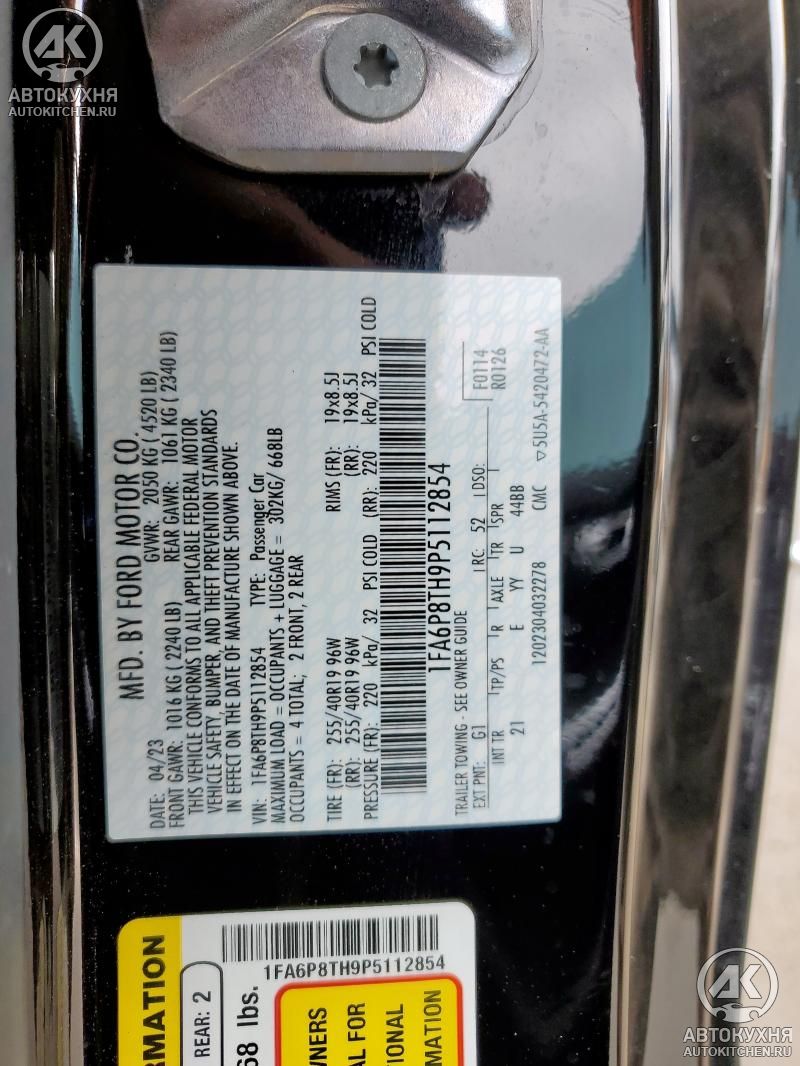 АК
АВТОКУХНЯ
AUTOKITCHEN.RU
MFD. BY FORD MOTOR CO.
DATE: 04/23 GVWR: 2050 KG ( 4520 LB)
FRONT GAWR: 1016 KG ( 2240 LB) REAR GAWR: 1061 KG ( 2340 LB)
THIS VEHICLE CONFORMS TO ALL APPLICABLE FEDERAL MOTOR
VEHICLE SAFETY, BUMPER, AND THEFT PREVENTION STANDARDS
IN EFFECT ON THE DATE OF MANUFACTURE SHOWN ABOVE.
VIN: 1FA6P8TH9P5112854 TYPE: Passenger Car
MAXIMUM LOAD = OCCUPANTS + LUGGAGE = 302KG/ 668LB
OCCUPANTS = 4 TOTAL; 2 FRONT, 2 REAR
TIRE (FR): 255/40R19 96W RIMS (FR): 19x8.5J
(RR): 255/40R19 96W (RR): 19x8.5J
PRESSURE (FR): 220 kPa/ 32 PSI COLD (RR): 220 kPa/ 32 PSI COLD
1FA6P8TH9P5112854
TRAILER TOWING - SEE OWNER GUIDE F0114
EXT PNT: G1 RC: 52 DSO: R0126
INT TR TP/PS R AXLE TR SPR
21 E YY U 44BB
1202304032278 CMC ▽5U5A-5420472-AA
RMATION
REAR: 2
68 lbs.
1FA6P8TH9P5112854
WNERS
AL FOR
TIONAL
MATION
АК
АВТОКУХНЯ
AUTOKITCHEN.RU